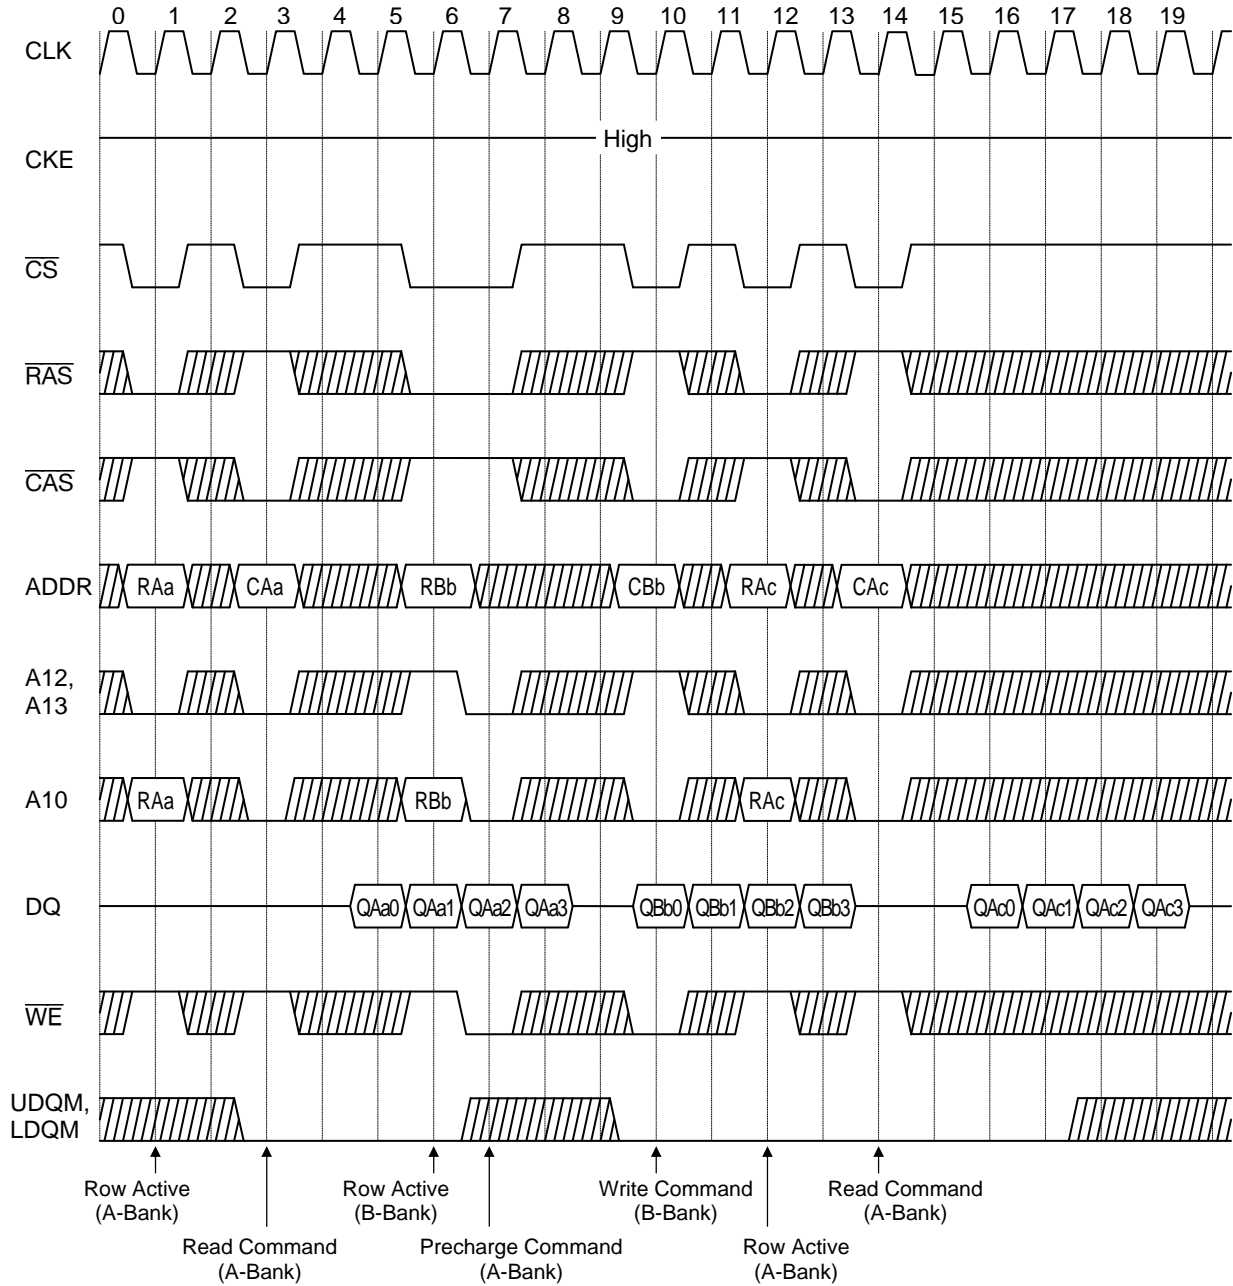 0 1 2 3 4 5 6 7 8 9 10 11 12 13 14 15 16 17 18 19
CLK
High
CKE
CS
RAS
CAS
ADDR RAa CAa RBb CBb RAc CAc
A12,
A13
A10 RAa RBb RAc
DQ QAa0 QAa1 QAa2 QAa3 QBb0 QBb1 QBb2 QBb3 QAc0 QAc1 QAc2 QAc3
WE
UDQM,
LDQM
Row Active Row Active Write Command Read Command
(A-Bank) (B-Bank) (B-Bank) (A-Bank)
Read Command Precharge Command Row Active
(A-Bank) (A-Bank) (A-Bank)